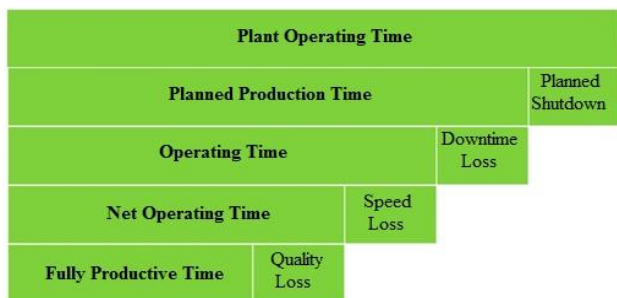 Plant Operating Time
Planned Production Time
Planned
Shutdown
Operating Time
Downtime
Loss
Net Operating Time
Speed
Loss
Fully Productive Time
Quality
Loss